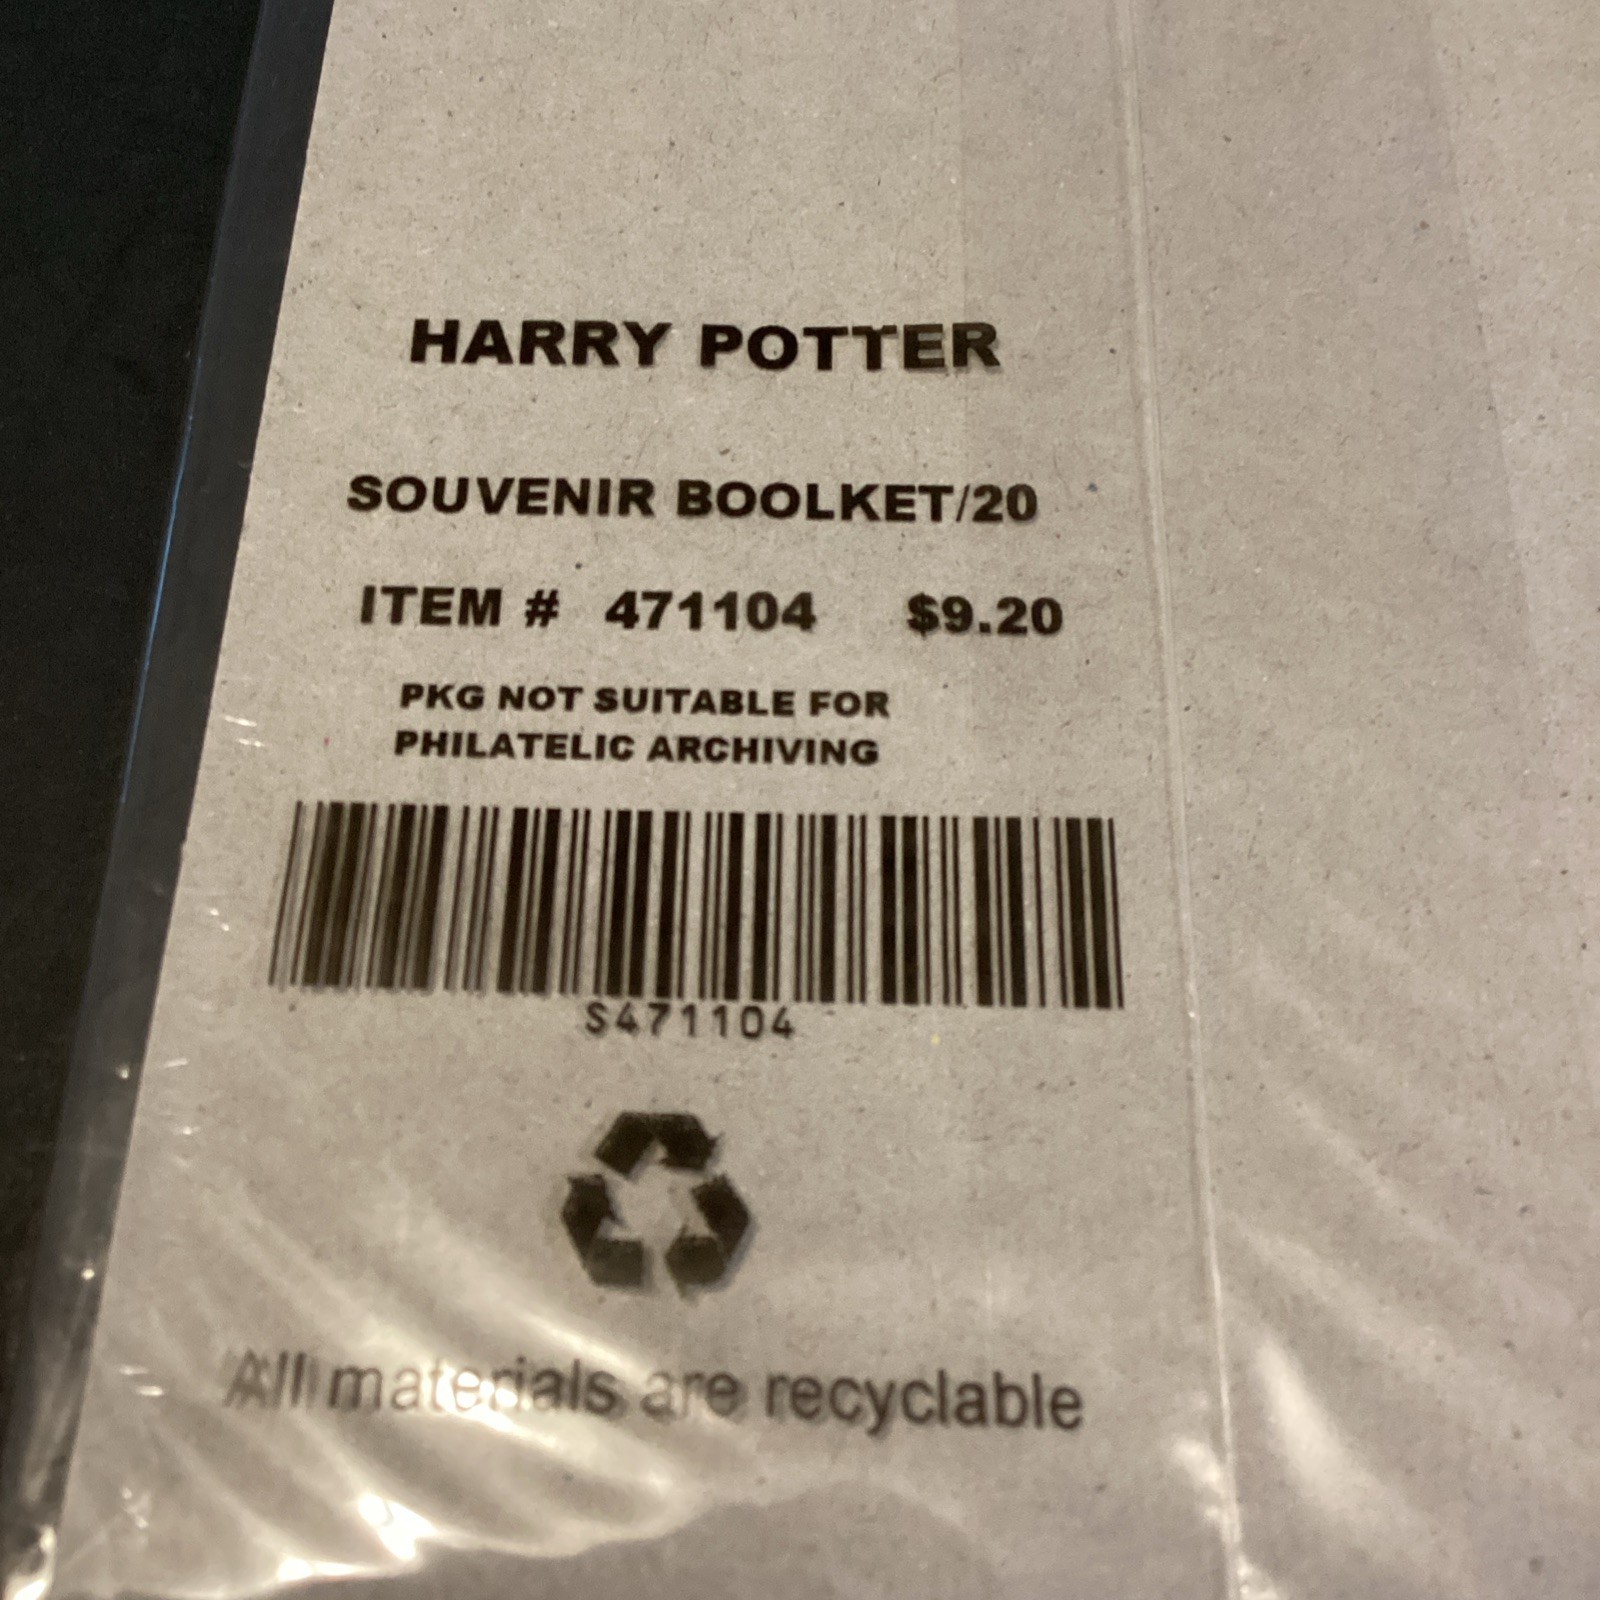 HARRY POTTER
SOUVENIR BOOLKET/20
ITEM # 471104 $9.20
PKG NOT SUITABLE FOR
PHILATELIC ARCHIVING
S471104
All materials are recyclable